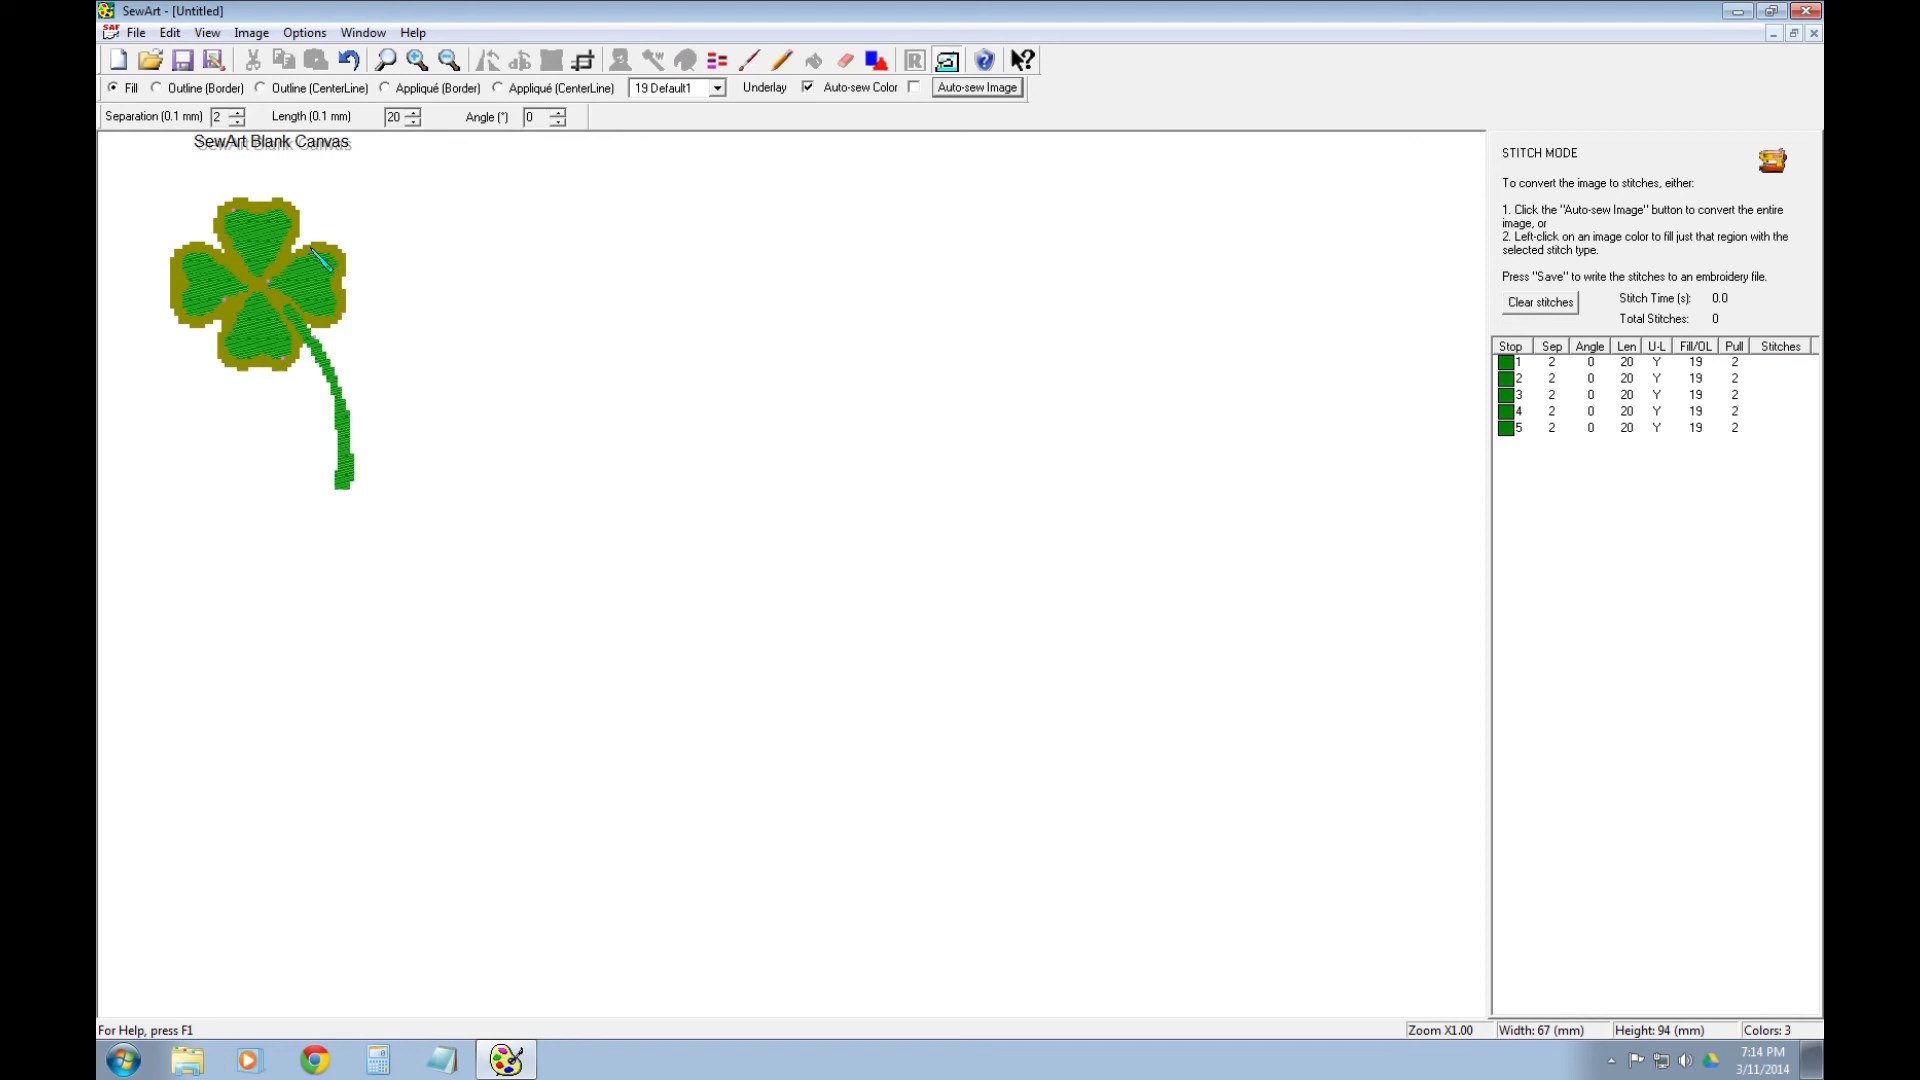 SewArt - [Untitled]
File Edit View Image Options Window Help
Fill Outline (Border) Outline (CenterLine) Appliqué (Border) Appliqué (CenterLine) 19 Default1 Underlay Auto-sew Color Auto-sew Image
Separation (0.1 mm) 2 Length (0.1 mm) 20 Angle (°) 0
SewArt Blank Canvas
STITCH MODE
To convert the image to stitches, either:
1. Click the "Auto-sew Image" button to convert the entire
image, or
2. Left-click on an image color to fill just that region with the
selected stitch type.
Press "Save" to write the stitches to an embroidery file.
Clear stitches Stitch Time (s): 0.0
Total Stitches: 0
Stop Sep Angle Len U-L Fill/OL Pull Stitches
1 2 0 20 Y 19 2
2 2 0 20 Y 19 2
3 2 0 20 Y 19 2
4 2 0 20 Y 19 2
5 2 0 20 Y 19 2
For Help, press F1 Zoom X1.00 Width: 67 (mm) Height: 94 (mm) Colors: 3
7:14 PM
3/11/2014